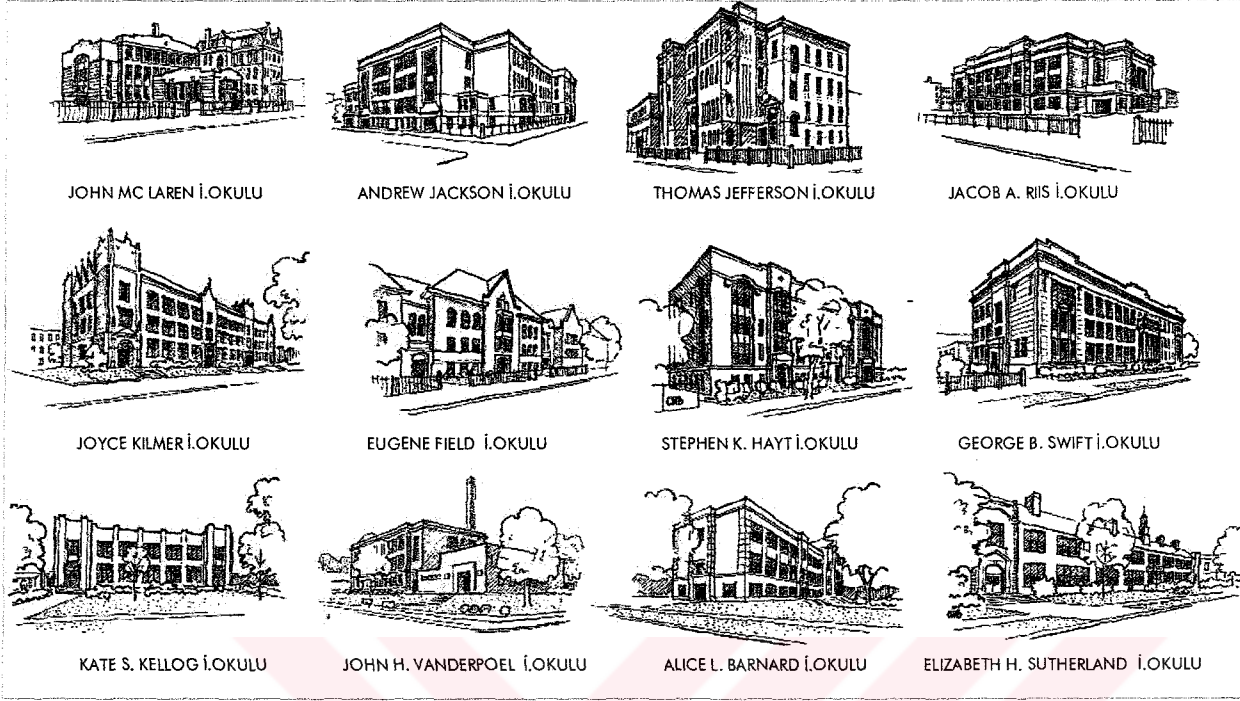 JOHN MC LAREN İ.OKULU
ANDREW JACKSON İ.OKULU
THOMAS JEFFERSON İ.OKULU
JACOB A. RIIS İ.OKULU
JOYCE KILMER İ.OKULU
EUGENE FIELD İ.OKULU
STEPHEN K. HAYT İ.OKULU
GEORGE B. SWIFT İ.OKULU
KATE S. KELLOG İ.OKULU
JOHN H. VANDERPOEL İ.OKULU
ALICE L. BARNARD İ.OKULU
ELIZABETH H. SUTHERLAND İ.OKULU